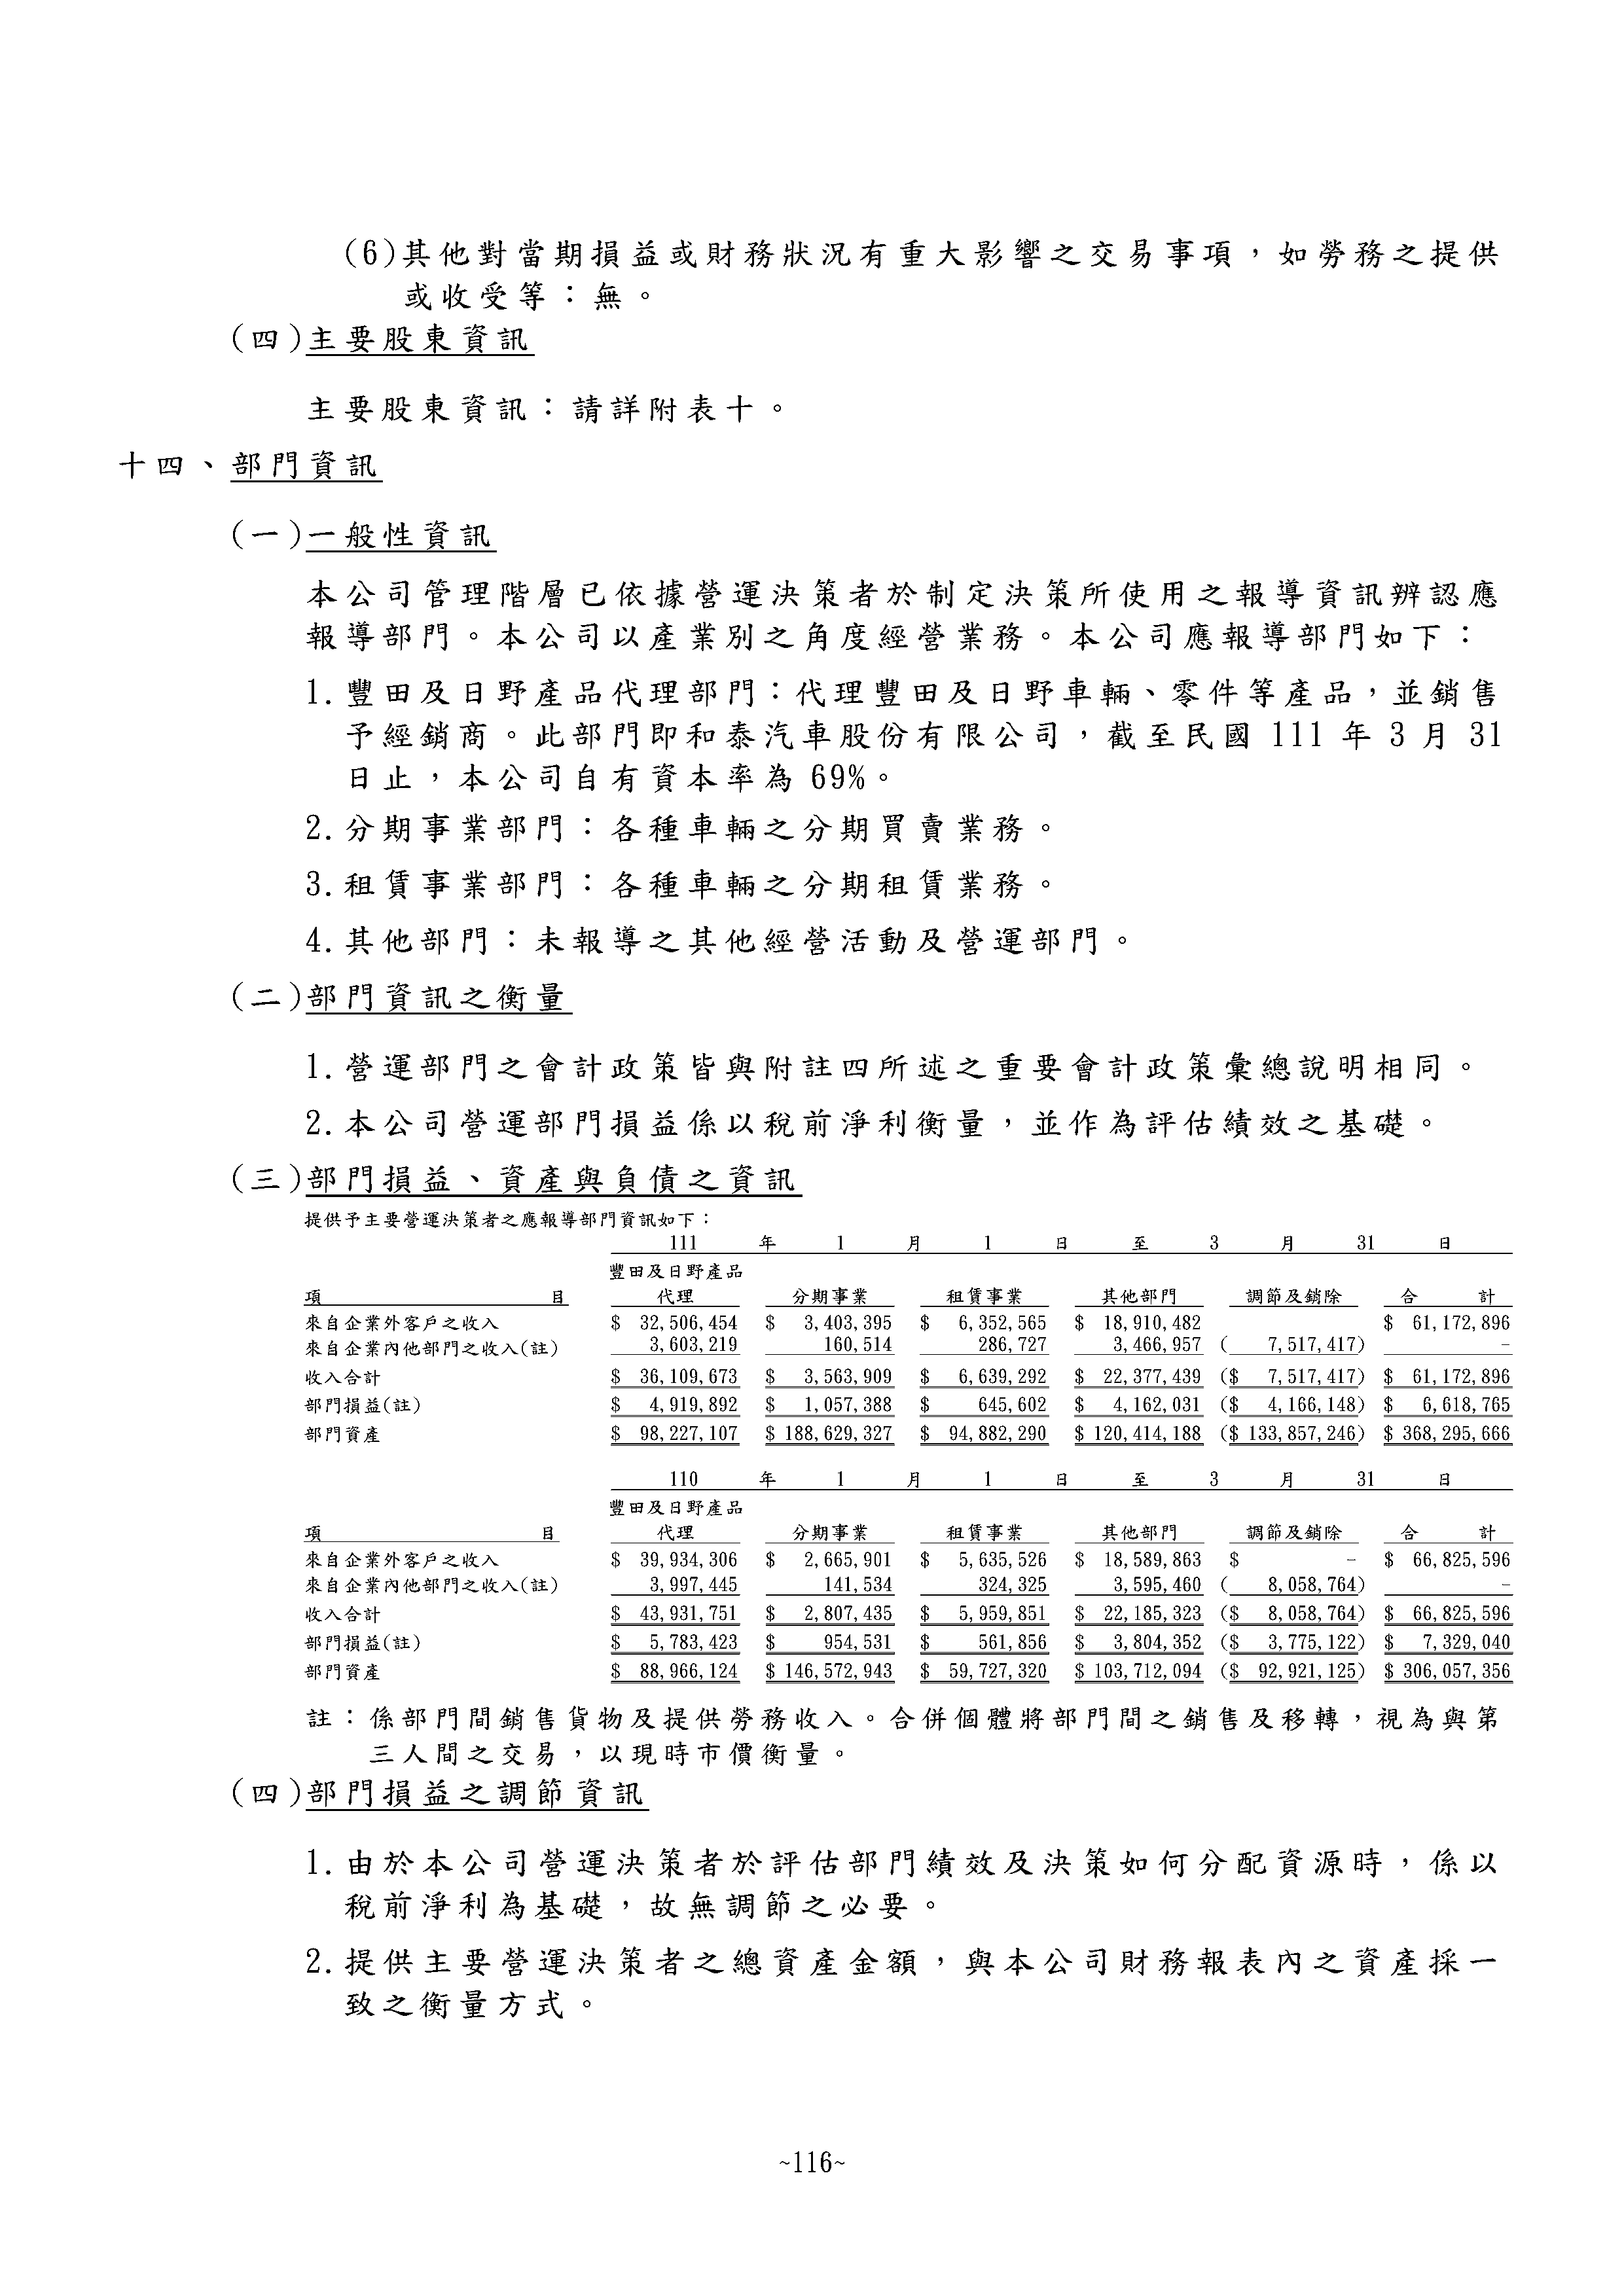 (6)其他對當期損益或財務狀況有重大影響之交易事項，如勞務之提供
或收受等：無。
(四)主要股東資訊
主要股東資訊：請詳附表十。
十四、部門資訊
(一)一般性資訊
本公司管理階層已依據營運決策者於制定決策所使用之報導資訊辨認應
報導部門。本公司以產業別之角度經營業務。本公司應報導部門如下：
1.豐田及日野產品代理部門：代理豐田及日野車輛、零件等產品，並銷售
予經銷商。此部門即和泰汽車股份有限公司，截至民國 111 年 3 月 31
日止，本公司自有資本率為 69%。
2.分期事業部門：各種車輛之分期買賣業務。
3.租賃事業部門：各種車輛之分期租賃業務。
4.其他部門：未報導之其他經營活動及營運部門。
(二)部門資訊之衡量
1.營運部門之會計政策皆與附註四所述之重要會計政策彙總說明相同。
2.本公司營運部門損益係以稅前淨利衡量，並作為評估績效之基礎。
(三)部門損益、資產與負債之資訊
提供予主要營運決策者之應報導部門資訊如下：
111 年 1 月 1 日 至 3 月 31 日
豐田及日野產品
項 目 代理 分期事業 租賃事業 其他部門 調節及銷除 合 計
來自企業外客戶之收入 $ 32,506,454 $ 3,403,395 $ 6,352,565 $ 18,910,482 $ 61,172,896
來自企業內他部門之收入(註) 3,603,219 160,514 286,727 3,466,957 ( 7,517,417) -
收入合計 $ 36,109,673 $ 3,563,909 $ 6,639,292 $ 22,377,439 ($ 7,517,417) $ 61,172,896
部門損益(註) $ 4,919,892 $ 1,057,388 $ 645,602 $ 4,162,031 ($ 4,166,148) $ 6,618,765
部門資產 $ 98,227,107 $ 188,629,327 $ 94,882,290 $ 120,414,188 ($ 133,857,246) $ 368,295,666
110 年 1 月 1 日 至 3 月 31 日
豐田及日野產品
項 目 代理 分期事業 租賃事業 其他部門 調節及銷除 合 計
來自企業外客戶之收入 $ 39,934,306 $ 2,665,901 $ 5,635,526 $ 18,589,863 $ - $ 66,825,596
來自企業內他部門之收入(註) 3,997,445 141,534 324,325 3,595,460 ( 8,058,764) -
收入合計 $ 43,931,751 $ 2,807,435 $ 5,959,851 $ 22,185,323 ($ 8,058,764) $ 66,825,596
部門損益(註) $ 5,783,423 $ 954,531 $ 561,856 $ 3,804,352 ($ 3,775,122) $ 7,329,040
部門資產 $ 88,966,124 $ 146,572,943 $ 59,727,320 $ 103,712,094 ($ 92,921,125) $ 306,057,356
註：係部門間銷售貨物及提供勞務收入。合併個體將部門間之銷售及移轉，視為與第
三人間之交易，以現時市價衡量。
(四)部門損益之調節資訊
1.由於本公司營運決策者於評估部門績效及決策如何分配資源時，係以
稅前淨利為基礎，故無調節之必要。
2.提供主要營運決策者之總資產金額，與本公司財務報表內之資產採一
致之衡量方式。
~116~